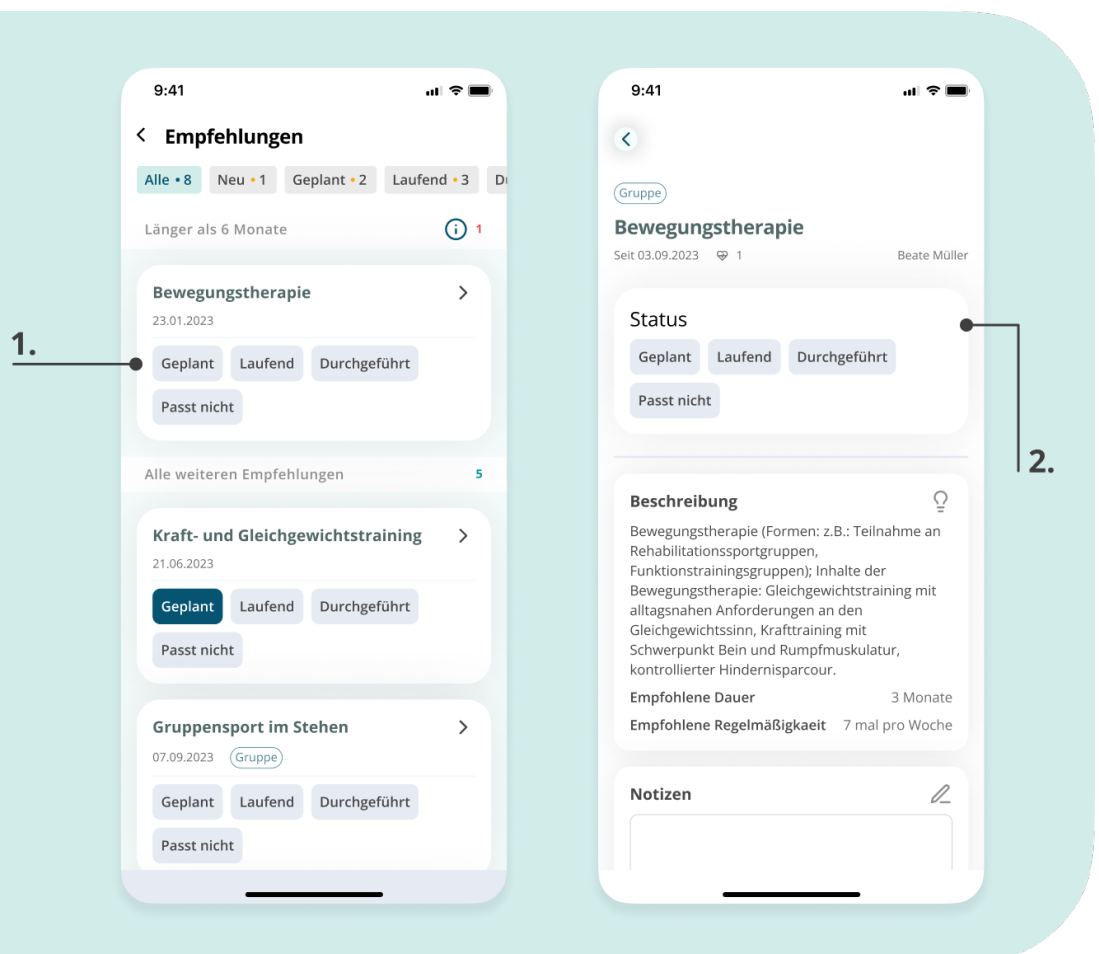 9:41
Empfehlungen
Alle • 8 Neu • 1 Geplant • 2 Laufend • 3
Länger als 6 Monate 1
Bewegungstherapie
23.01.2023
1.
Geplant Laufend Durchgeführt
Passt nicht
Alle weiteren Empfehlungen 5
Kraft- und Gleichgewichtstraining
21.06.2023
Geplant Laufend Durchgeführt
Passt nicht
Gruppensport im Stehen
07.09.2023 Gruppe
Geplant Laufend Durchgeführt
Passt nicht
9:41
Gruppe
Bewegungstherapie
Seit 03.09.2023 1 Beate Müller
Status
Geplant Laufend Durchgeführt
Passt nicht
2.
Beschreibung
Bewegungstherapie (Formen: z.B.: Teilnahme an
Rehabilitationssportgruppen,
Funktionstrainingsgruppen); Inhalte der
Bewegungstherapie: Gleichgewichtstraining mit
alltagsnahen Anforderungen an den
Gleichgewichtssinn, Krafttraining mit
Schwerpunkt Bein und Rumpfmuskulatur,
kontrollierter Hindernisparcour.
Empfohlene Dauer 3 Monate
Empfohlene Regelmäßigkaeit 7 mal pro Woche
Notizen